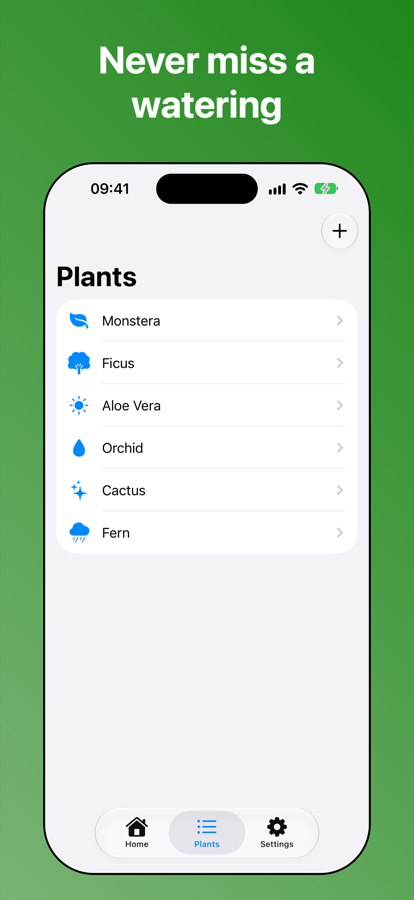 Never miss a
watering
09:41
Plants
Monstera
Ficus
Aloe Vera
Orchid
Cactus
Fern
Home
Plants
Settings